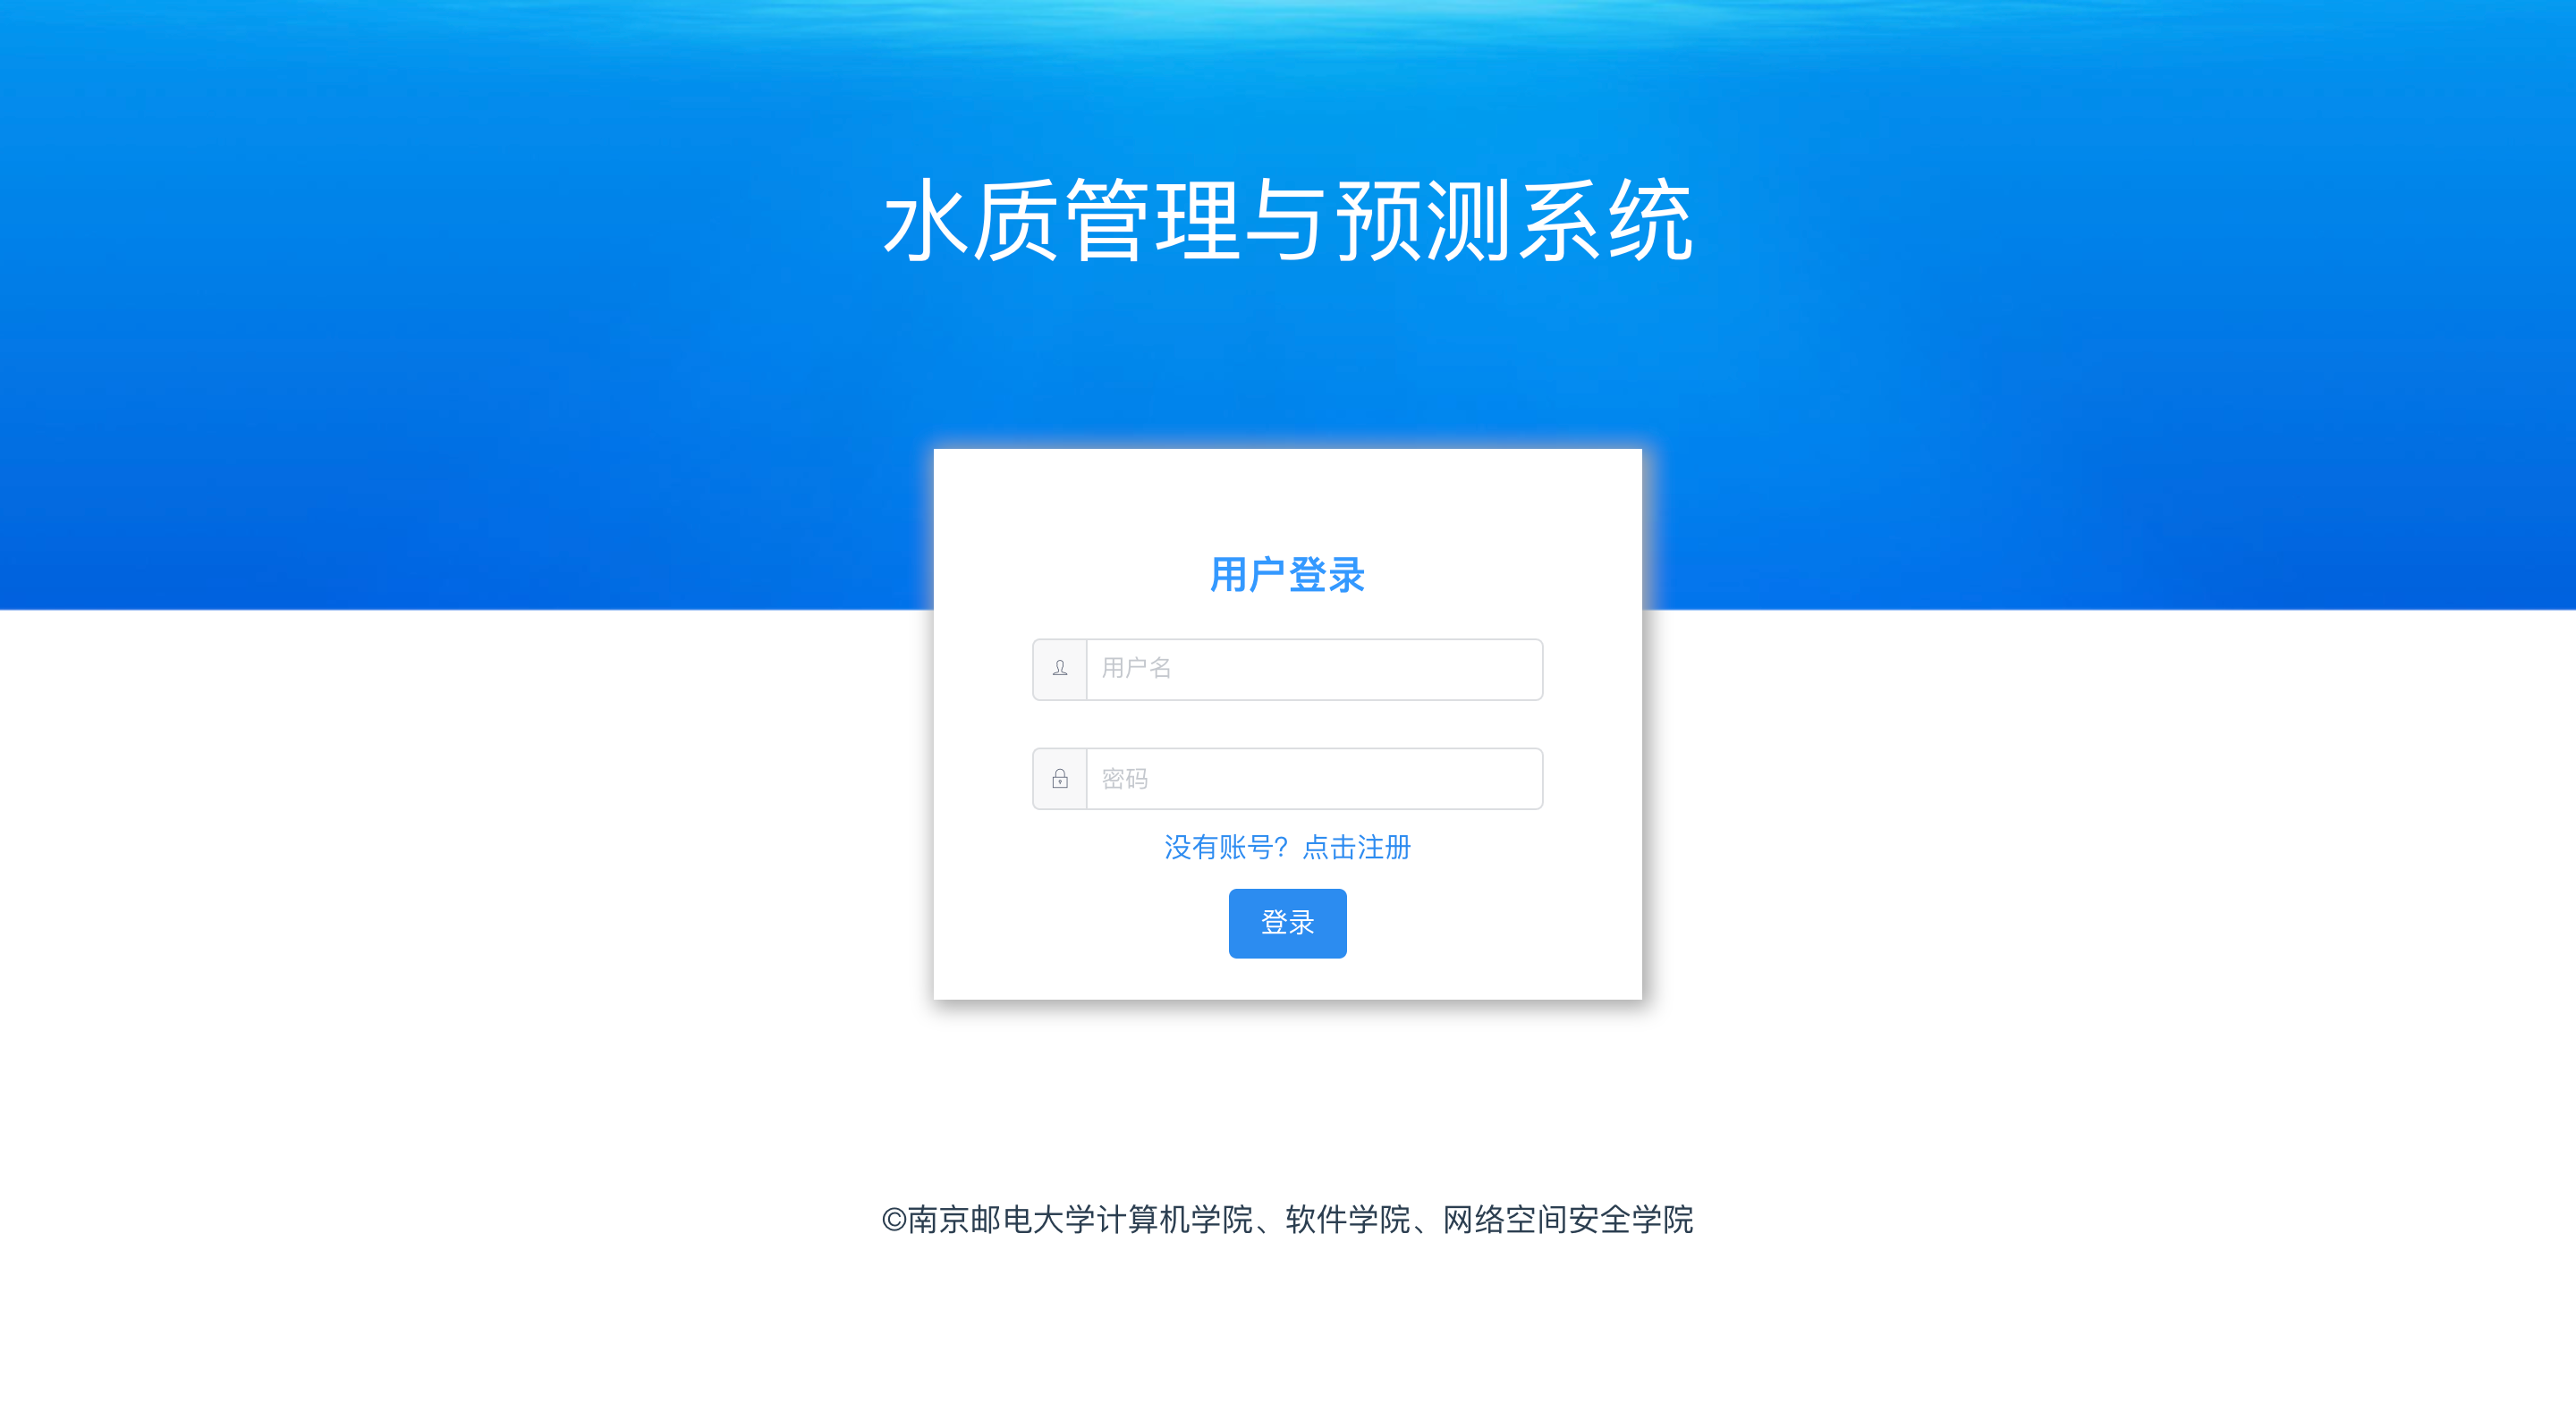 水质管理与预测系统
用户登录
用户名
密码
没有账号？点击注册
登录
©南京邮电大学计算机学院、软件学院、网络空间安全学院